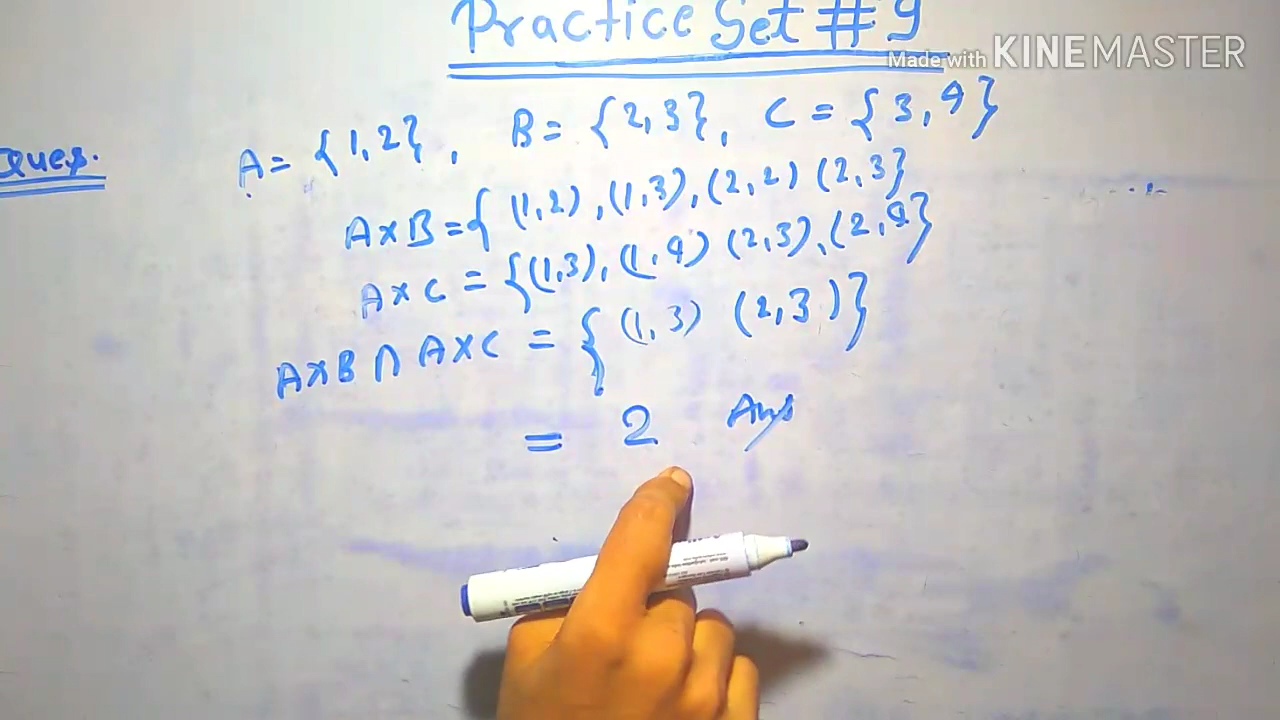 Practice Set # 9
Made with KINEMASTER
Ques.
A = {1,2}, B = {2,3}, C = {3,4}
A×B = { (1,2), (1,3), (2,2) (2,3}
A×C = {(1,3), (1,4) (2,3), (2,4}
A×B ∩ A×C = { (1,3) (2,3)}
= 2 Ans